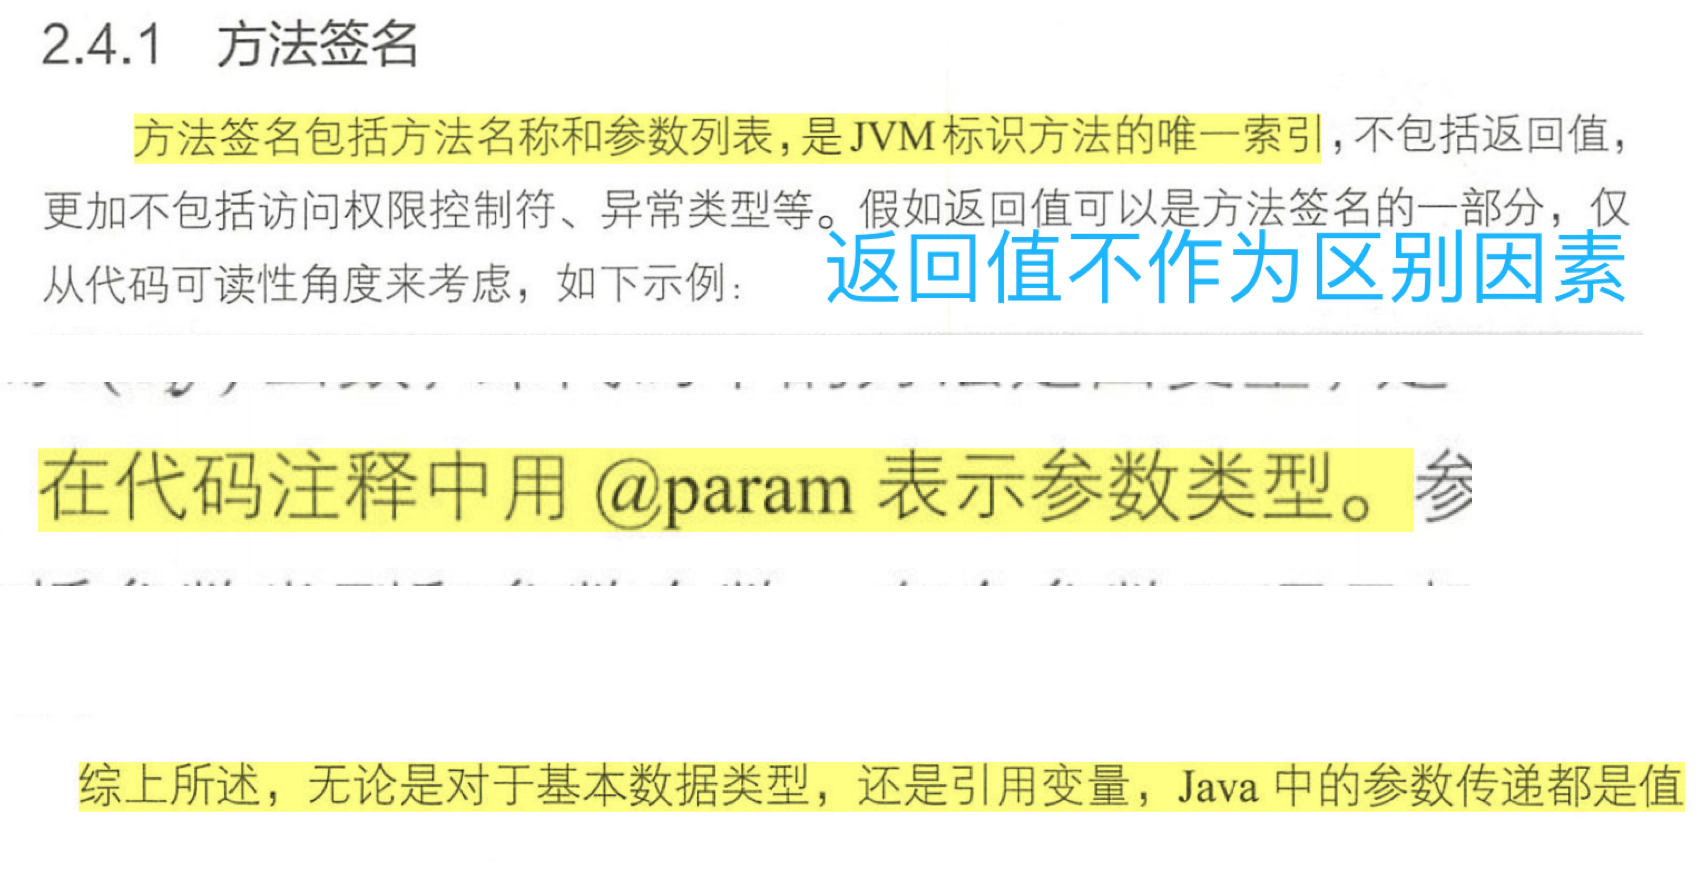 2.4.1 方法签名
方法签名包括方法名称和参数列表，是JVM标识方法的唯一索引，不包括返回值，
更加不包括访问权限控制符、异常类型等。假如返回值可以是方法签名的一部分，仅
从代码可读性角度来考虑，如下示例：
返回值不作为区别因素
在代码注释中用 @param 表示参数类型。参
综上所述，无论是对于基本数据类型，还是引用变量，Java 中的参数传递都是值